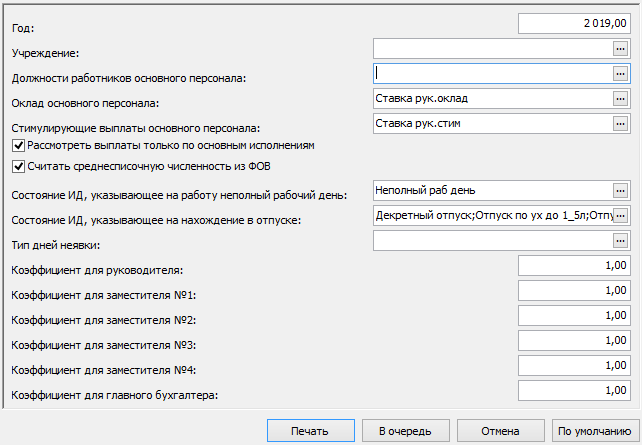 Год: 2 019,00
Учреждение: ...
Должности работников основного персонала: ...
Оклад основного персонала: Ставка рук.оклад ...
Стимулирующие выплаты основного персонала: Ставка рук.стим ...
Рассмотреть выплаты только по основным исполнениям
Считать среднесписочную численность из ФОВ
Состояние ИД, указывающее на работу неполный рабочий день: Неполный раб день ...
Состояние ИД, указывающее на нахождение в отпуске: Декретный отпуск;Отпуск по ух до 1_5л;Отпу ...
Тип дней неявки: ...
Коэффициент для руководителя: 1,00
Коэффициент для заместителя №1: 1,00
Коэффициент для заместителя №2: 1,00
Коэффициент для заместителя №3: 1,00
Коэффициент для заместителя №4: 1,00
Коэффициент для главного бухгалтера: 1,00
Печать В очередь Отмена По умолчанию